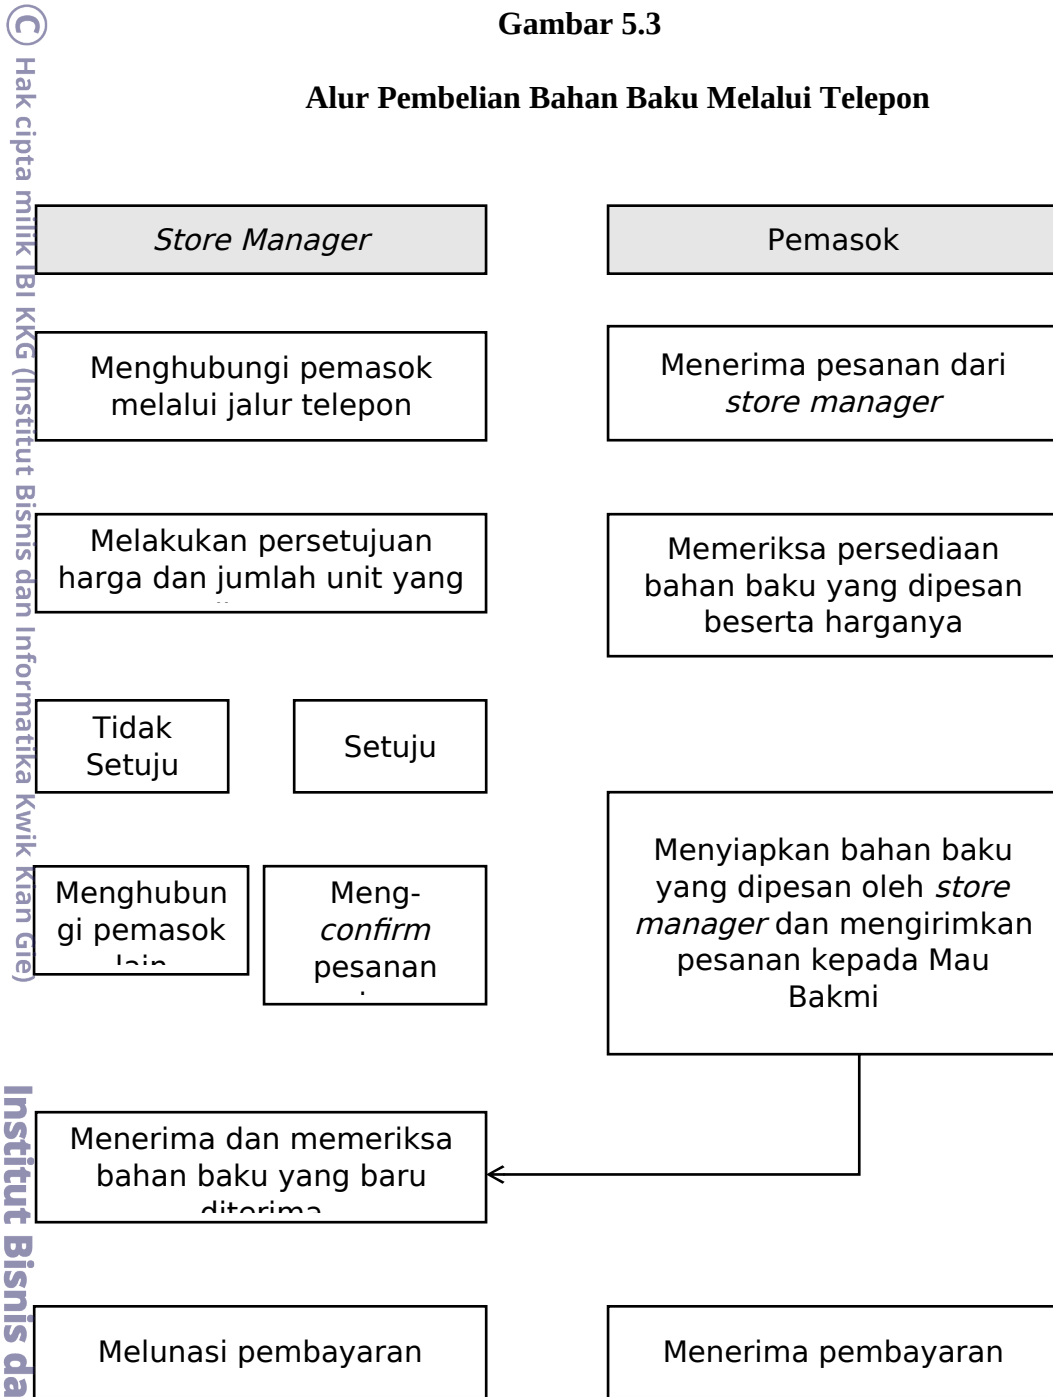 Gambar 5.3
Alur Pembelian Bahan Baku Melalui Telepon
Store Manager
Pemasok
Menghubungi pemasok
melalui jalur telepon
Menerima pesanan dari
store manager
Melakukan persetujuan
harga dan jumlah unit yang
Memeriksa persediaan
bahan baku yang dipesan
beserta harganya
Tidak
Setuju
Setuju
Menghubun
gi pemasok
lain
Meng-
confirm
pesanan
Menyiapkan bahan baku
yang dipesan oleh store
manager dan mengirimkan
pesanan kepada Mau
Bakmi
Menerima dan memeriksa
bahan baku yang baru
diterima
Melunasi pembayaran
Menerima pembayaran
© Hak cipta milik IBI KKG (Institut Bisnis dan Informatika Kwik Kian Gie)
Institut Bisnis da